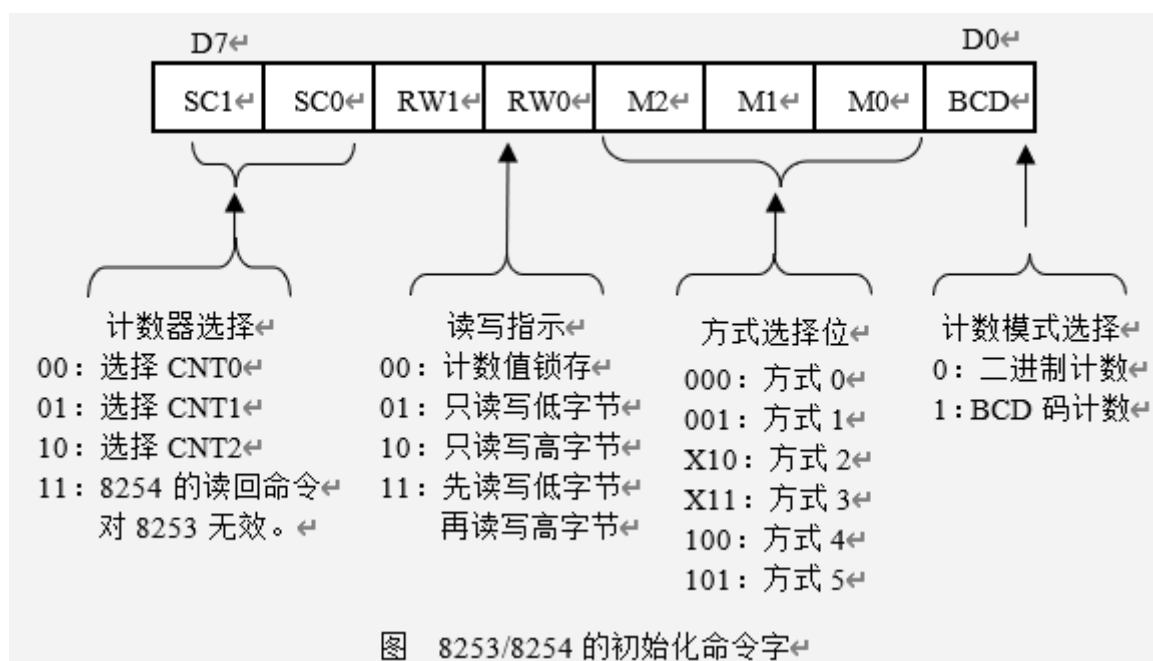 D7↵ D0↵
SC1↵ SC0↵ RW1↵ RW0↵ M2↵ M1↵ M0↵ BCD↵
计数器选择↵
00：选择 CNT0↵
01：选择 CNT1↵
10：选择 CNT2↵
11：8254 的读回命令↵
对 8253 无效。↵
读写指示↵
00：计数值锁存↵
01：只读写低字节↵
10：只读写高字节↵
11：先读写低字节↵
再读写高字节↵
方式选择位↵
000：方式 0↵
001：方式 1↵
X10：方式 2↵
X11：方式 3↵
100：方式 4↵
101：方式 5↵
计数模式选择↵
0：二进制计数↵
1:BCD 码计数↵
图 8253/8254 的初始化命令字↵